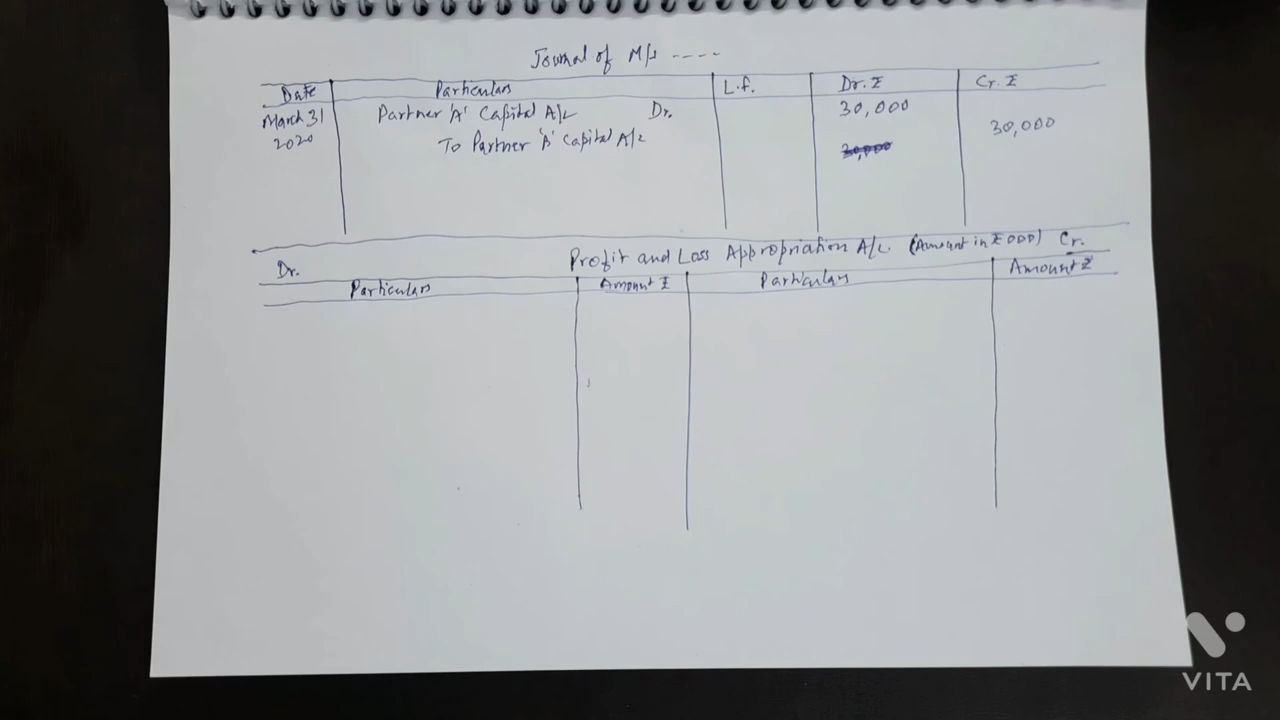 Journal of M/s ----
Date Particulars L.f. Dr. ₹ Cr. ₹
March 31 Partner 'A' Capital A/c Dr. 30,000
2020 To Partner 'A' Capital A/c 30,000
30,000
Dr. Profit and Loss Appropriation A/c. (Amount in ₹ 000) Cr.
Particulars Amount ₹ Particulars Amount ₹
VITA